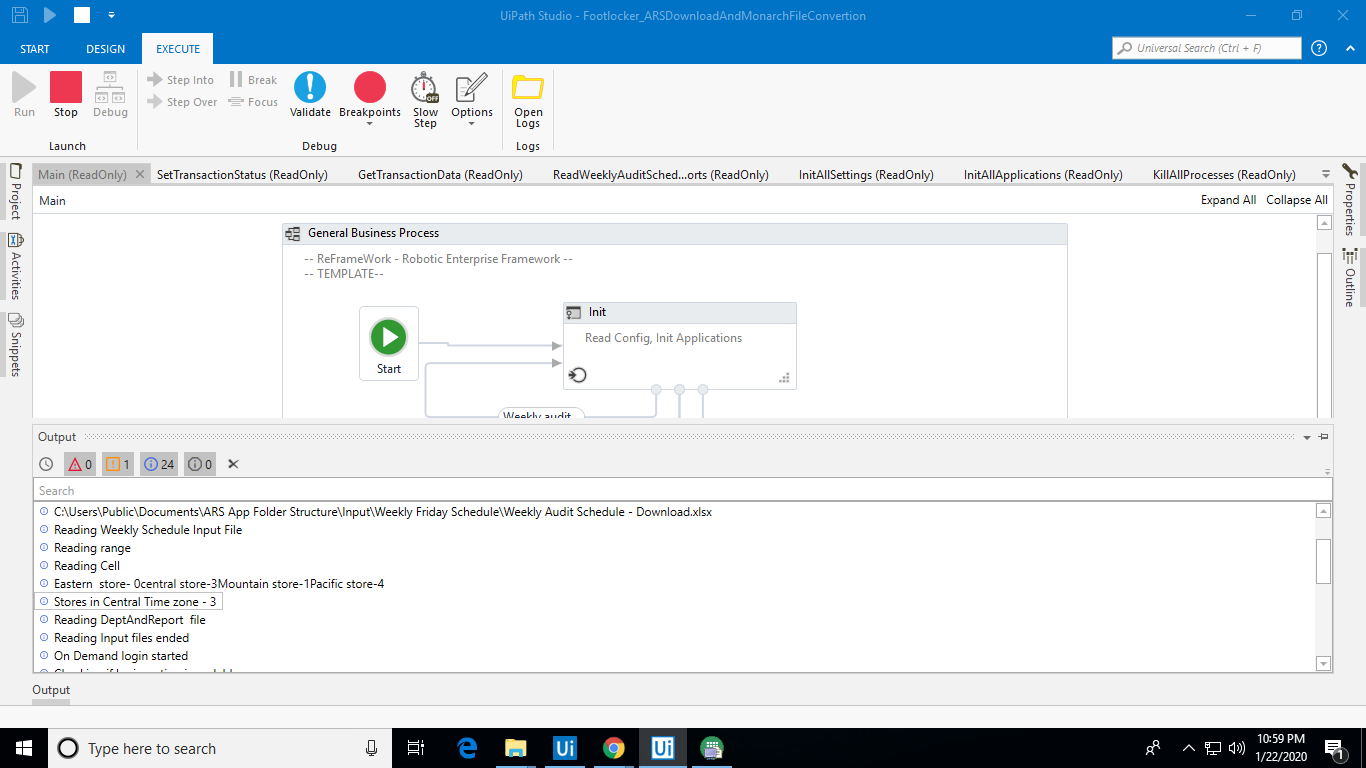 UiPath Studio - Footlocker_ARSDownloadAndMonarchFileConvertion
START DESIGN EXECUTE
Universal Search (Ctrl + F) ?
Run Stop Debug
Step Into
Step Over
Break
Focus
Validate Breakpoints Slow Step Options
OFF
Open Logs
Launch Debug Logs
Main (ReadOnly) SetTransactionStatus (ReadOnly) GetTransactionData (ReadOnly) ReadWeeklyAuditSched...orts (ReadOnly) InitAllSettings (ReadOnly) InitAllApplications (ReadOnly) KillAllProcesses (ReadOnly)
Project
Activities
Snippets
Properties
Outline
Main Expand All Collapse All
General Business Process
-- ReFrameWork - Robotic Enterprise Framework --
-- TEMPLATE--
Init
Read Config, Init Applications
Start
Weekly audit
Output
0 1 24 0
Search
C:\Users\Public\Documents\ARS App Folder Structure\Input\Weekly Friday Schedule\Weekly Audit Schedule - Download.xlsx
Reading Weekly Schedule Input File
Reading range
Reading Cell
Eastern  store- 0central store-3Mountain store-1Pacific store-4
Stores in Central Time zone - 3
Reading DeptAndReport  file
Reading Input files ended
On Demand login started
Output
Type here to search
Ui Ui
10:59 PM
1/22/2020
1